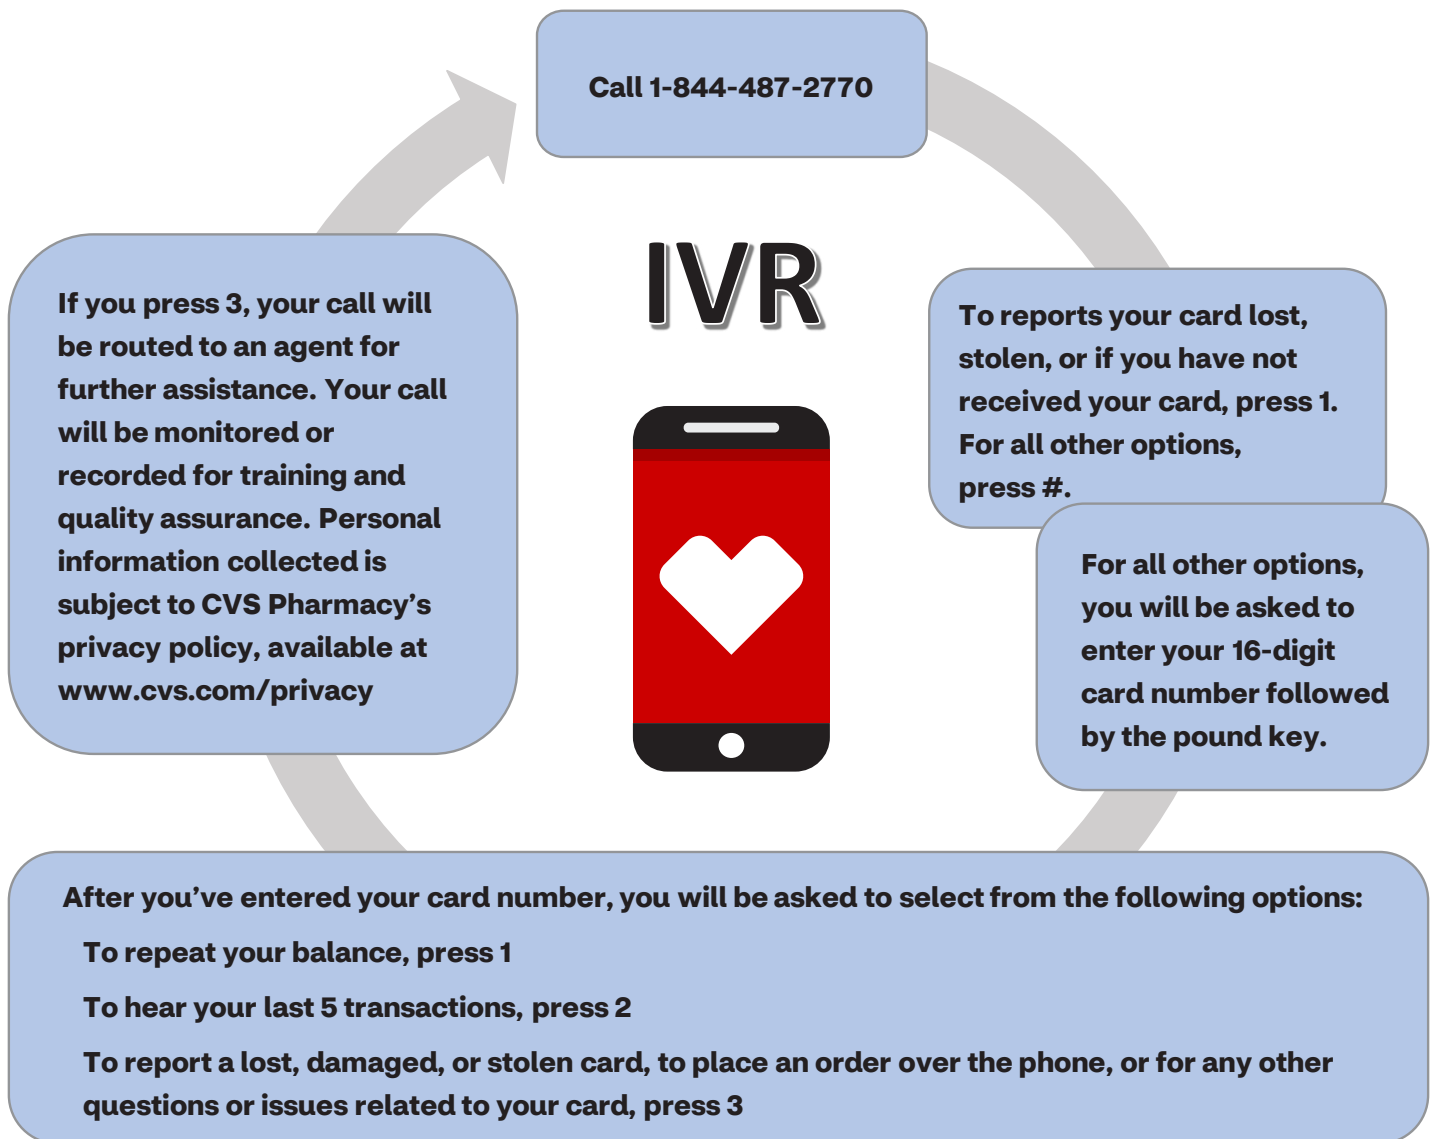 Call 1-844-487-2770
IVR
To reports your card lost,
stolen, or if you have not
received your card, press 1.
For all other options,
press #.
For all other options,
you will be asked to
enter your 16-digit
card number followed
by the pound key.
After you’ve entered your card number, you will be asked to select from the following options:
To repeat your balance, press 1
To hear your last 5 transactions, press 2
To report a lost, damaged, or stolen card, to place an order over the phone, or for any other
questions or issues related to your card, press 3
If you press 3, your call will
be routed to an agent for
further assistance. Your call
will be monitored or
recorded for training and
quality assurance. Personal
information collected is
subject to CVS Pharmacy’s
privacy policy, available at
www.cvs.com/privacy